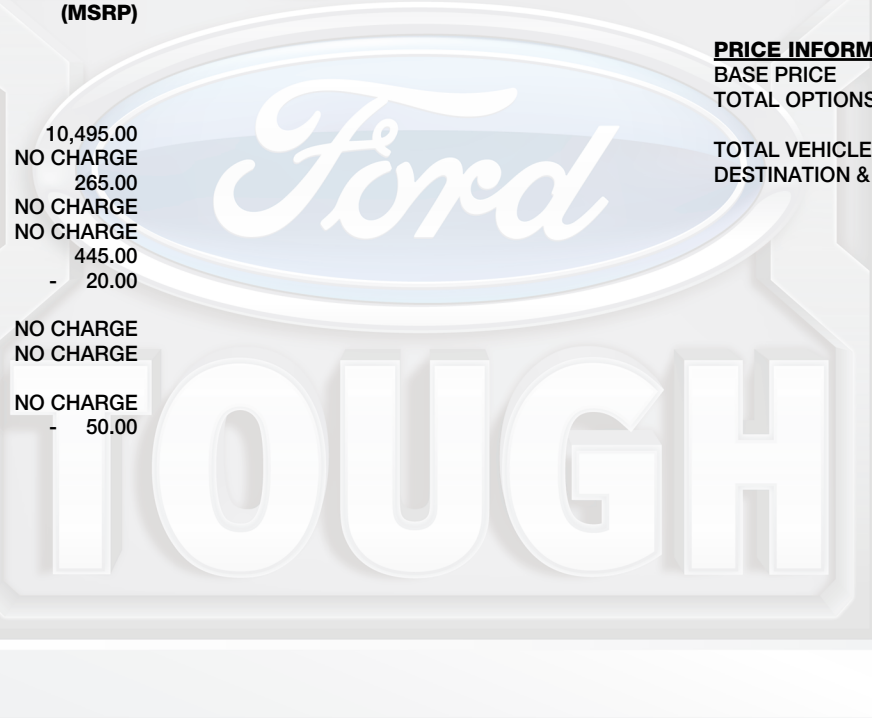 (MSRP)
10,495.00
NO CHARGE
265.00
NO CHARGE
NO CHARGE
445.00
- 20.00
NO CHARGE
NO CHARGE
NO CHARGE
- 50.00
PRICE INFORM
BASE PRICE
TOTAL OPTIONS
TOTAL VEHICLE
DESTINATION &
Ford
TOUGH